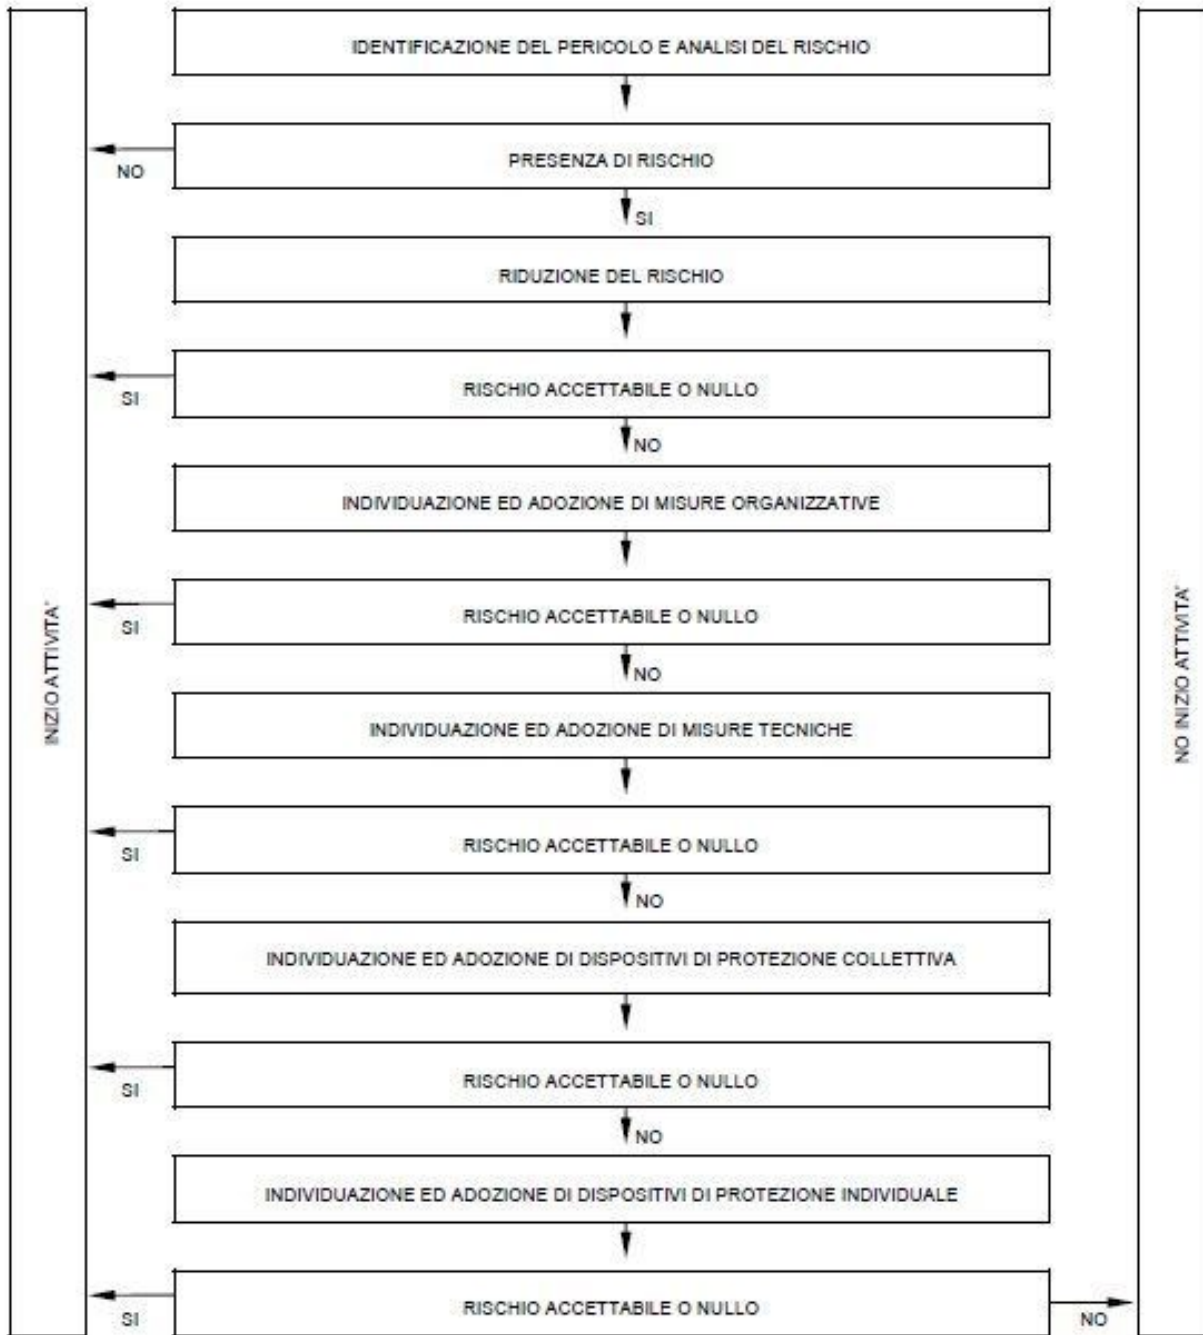 IDENTIFICAZIONE DEL PERICOLO E ANALISI DEL RISCHIO
PRESENZA DI RISCHIO
NO
SI
RIDUZIONE DEL RISCHIO
RISCHIO ACCETTABILE O NULLO
SI
NO
INDIVIDUAZIONE ED ADOZIONE DI MISURE ORGANIZZATIVE
RISCHIO ACCETTABILE O NULLO
SI
NO
INDIVIDUAZIONE ED ADOZIONE DI MISURE TECNICHE
RISCHIO ACCETTABILE O NULLO
SI
NO
INDIVIDUAZIONE ED ADOZIONE DI DISPOSITIVI DI PROTEZIONE COLLETTIVA
RISCHIO ACCETTABILE O NULLO
SI
NO
INDIVIDUAZIONE ED ADOZIONE DI DISPOSITIVI DI PROTEZIONE INDIVIDUALE
RISCHIO ACCETTABILE O NULLO
SI
NO
INIZIO ATTIVITA'
NO INIZIO ATTIVITA'